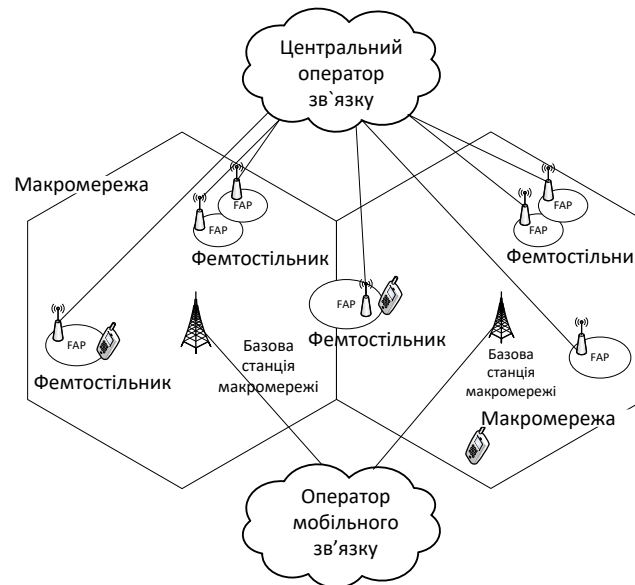 Центральний
оператор
зв`язку
Макромережа
FAP
FAP
Фемтостільник
FAP
FAP
Фемтостільни
FAP
Фемтостільник
FAP
Фемтостільник
Базова
станція
макромережі
Базова
станція
макромережі
FAP
Макромережа
Оператор
мобільного
зв’язку